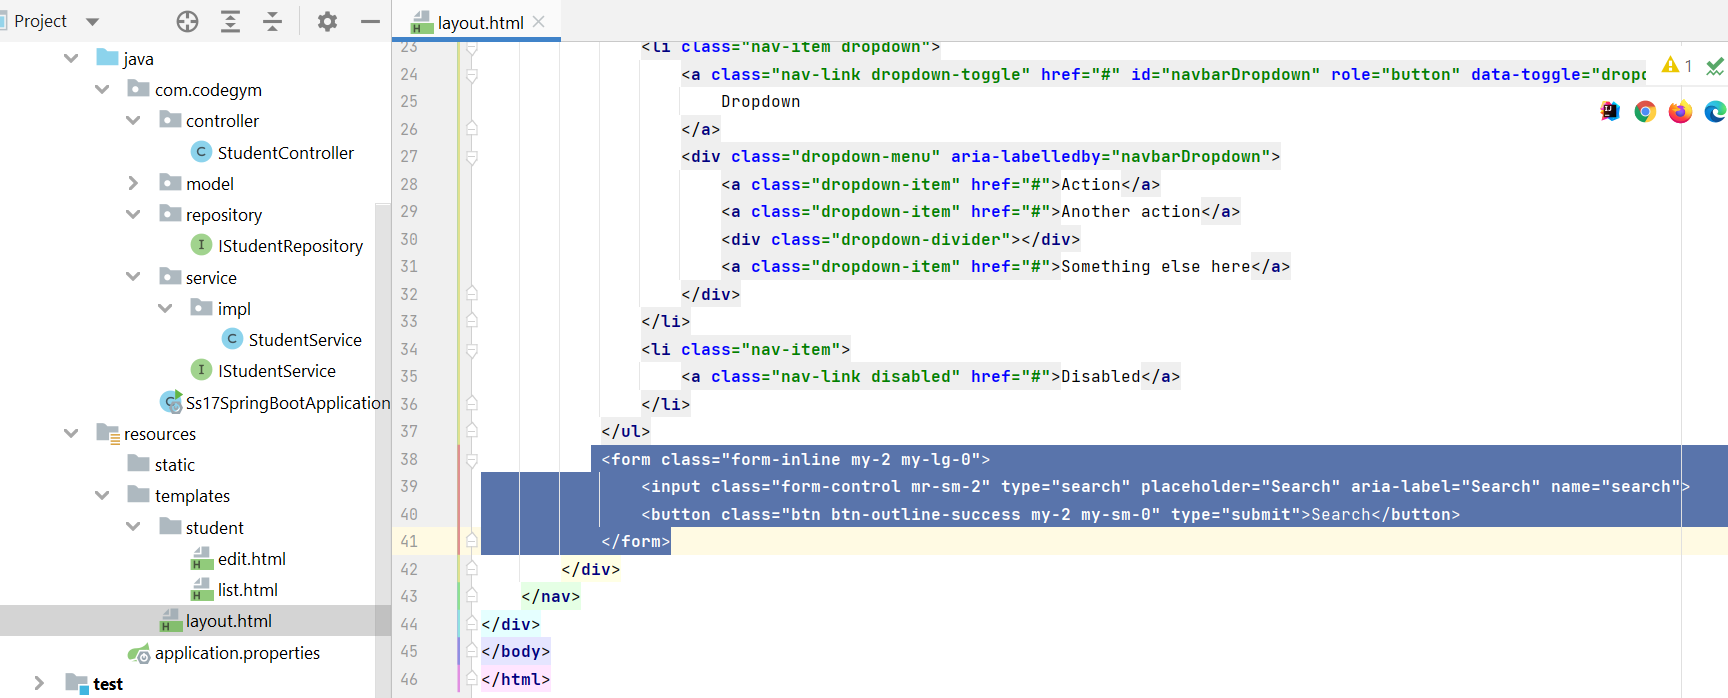 Project
layout.html
java
com.codegym
controller
C StudentController
model
repository
I IStudentRepository
service
impl
C StudentService
I IStudentService
Ss17SpringBootApplication
resources
static
templates
student
H edit.html
H list.html
H layout.html
application.properties
test
23 <li class="nav-item dropdown">
24 <a class="nav-link dropdown-toggle" href="#" id="navbarDropdown" role="button" data-toggle="drop
1
25 Dropdown
26 </a>
27 <div class="dropdown-menu" aria-labelledby="navbarDropdown">
28 <a class="dropdown-item" href="#">Action</a>
29 <a class="dropdown-item" href="#">Another action</a>
30 <div class="dropdown-divider"></div>
31 <a class="dropdown-item" href="#">Something else here</a>
32 </div>
33 </li>
34 <li class="nav-item">
35 <a class="nav-link disabled" href="#">Disabled</a>
36 </li>
37 </ul>
38 <form class="form-inline my-2 my-lg-0">
39 <input class="form-control mr-sm-2" type="search" placeholder="Search" aria-label="Search" name="search">
40 <button class="btn btn-outline-success my-2 my-sm-0" type="submit">Search</button>
41 </form>
42 </div>
43 </nav>
44 </div>
45 </body>
46 </html>